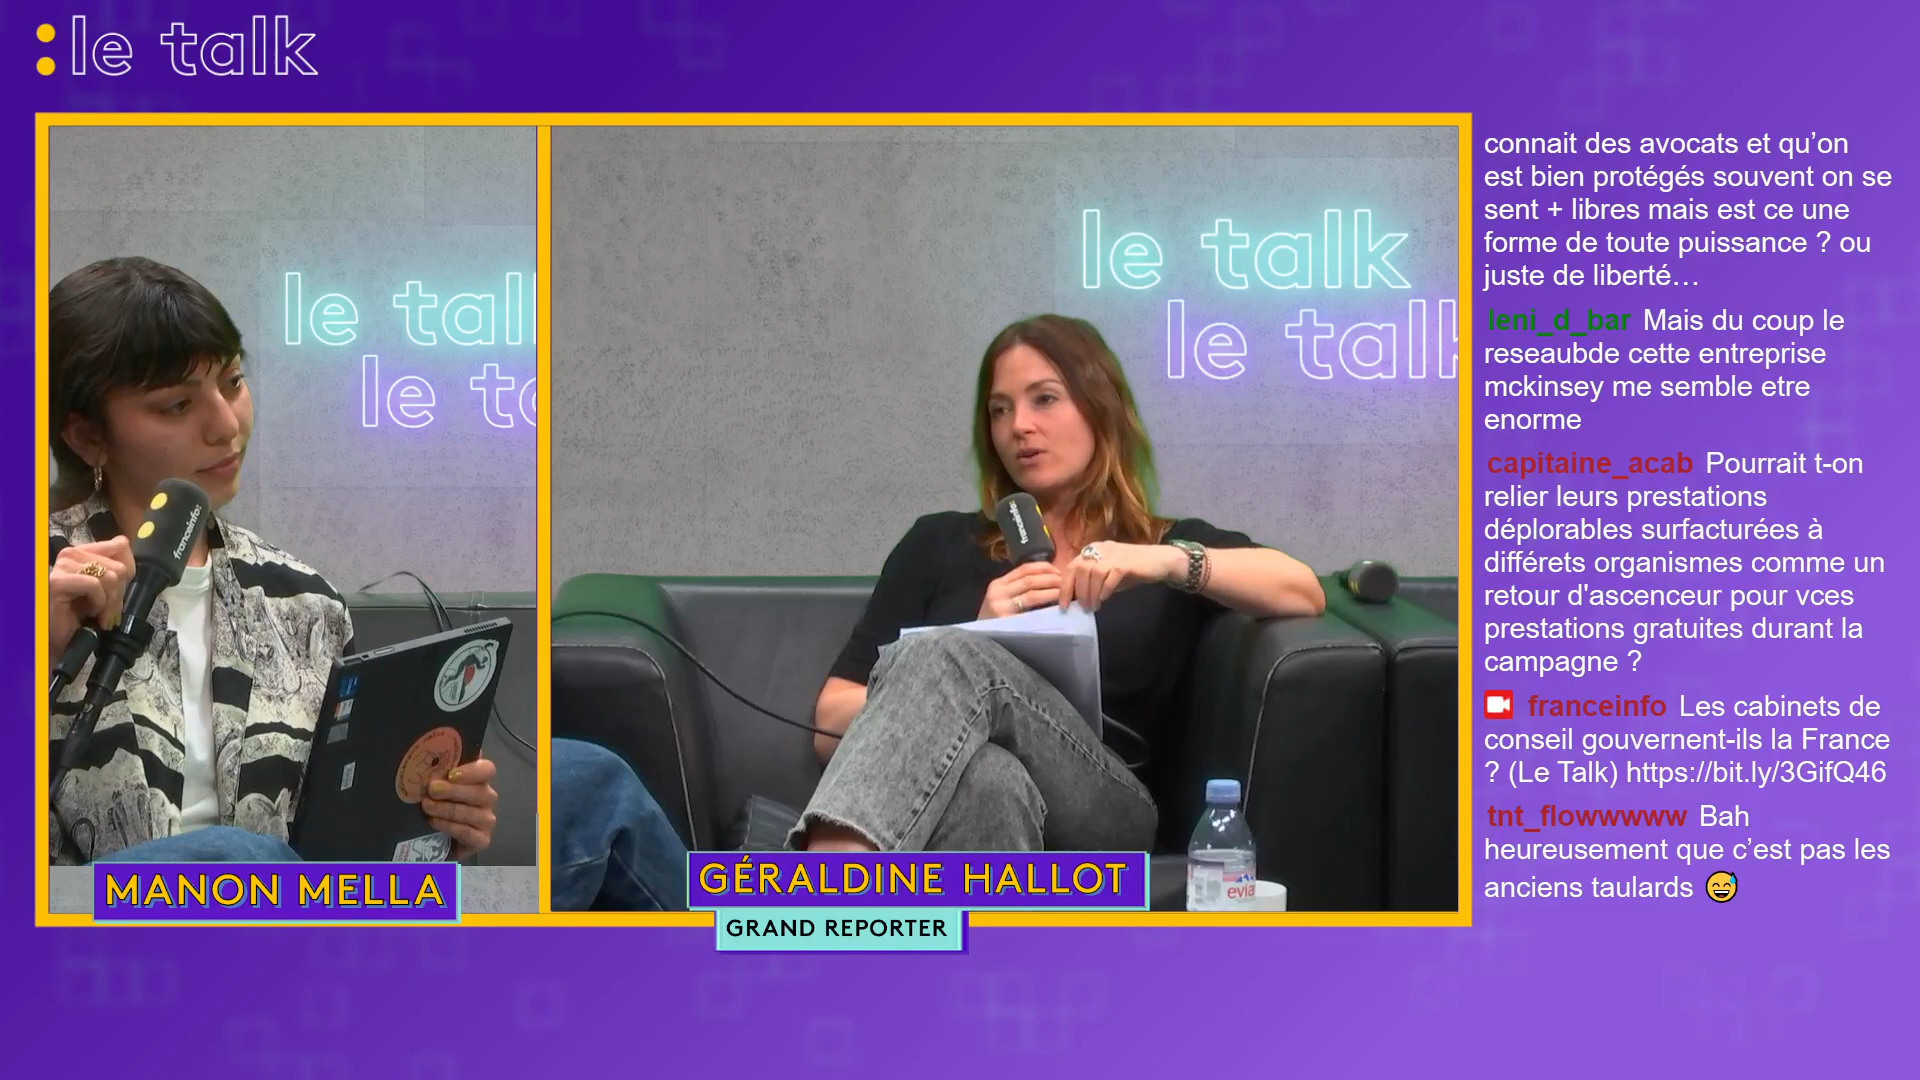 :le talk
le tal
le t
le talk
le talk
franceinfo:
franceinfo:
evia
MANON MELLA
GÉRALDINE HALLOT
GRAND REPORTER
connait des avocats et qu’on
est bien protégés souvent on se
sent + libres mais est ce une
forme de toute puissance ? ou
juste de liberté…
leni_d_bar Mais du coup le
reseaubde cette entreprise
mckinsey me semble etre
enorme
capitaine_acab Pourrait t-on
relier leurs prestations
déplorables surfacturées à
différets organismes comme un
retour d'ascenceur pour vces
prestations gratuites durant la
campagne ?
franceinfo Les cabinets de
conseil gouvernent-ils la France
? (Le Talk) https://bit.ly/3GifQ46
tnt_flowwwww Bah
heureusement que c’est pas les
anciens taulards 😅